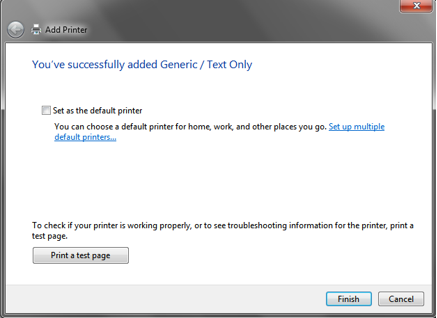 Add Printer
You've successfully added Generic / Text Only
Set as the default printer
You can choose a default printer for home, work, and other places you go. Set up multiple
default printers...
To check if your printer is working properly, or to see troubleshooting information for the printer, print a
test page.
Print a test page
Finish
Cancel